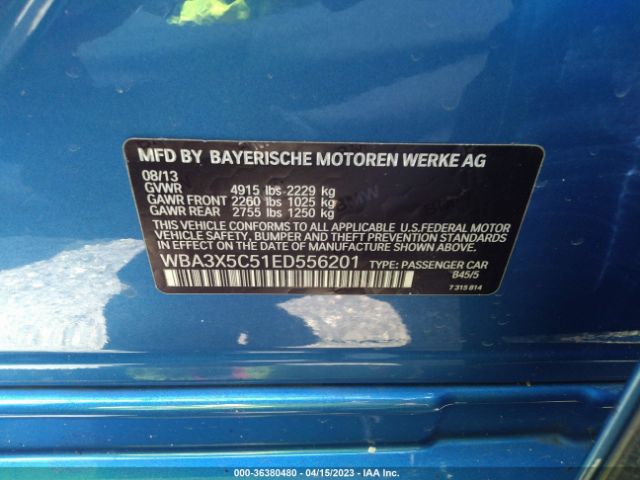 MFD BY BAYERISCHE MOTOREN WERKE AG
08/13
GVWR 4915 lbs-2229 kg
GAWR FRONT 2260 lbs 1025 kg
GAWR REAR 2755 lbs 1250 kg
THIS VEHICLE CONFORMS TO ALL APPLICABLE U.S.FEDERAL MOTOR
VEHICLE SAFETY, BUMPER AND THEFT PREVENTION STANDARDS
IN EFFECT ON THE DATE OF MANUFACTURE SHOWN ABOVE.
WBA3X5C51ED556201 TYPE: PASSENGER CAR
B45/5
7 315 814
000-36380480 - 04/15/2023 - IAA Inc.